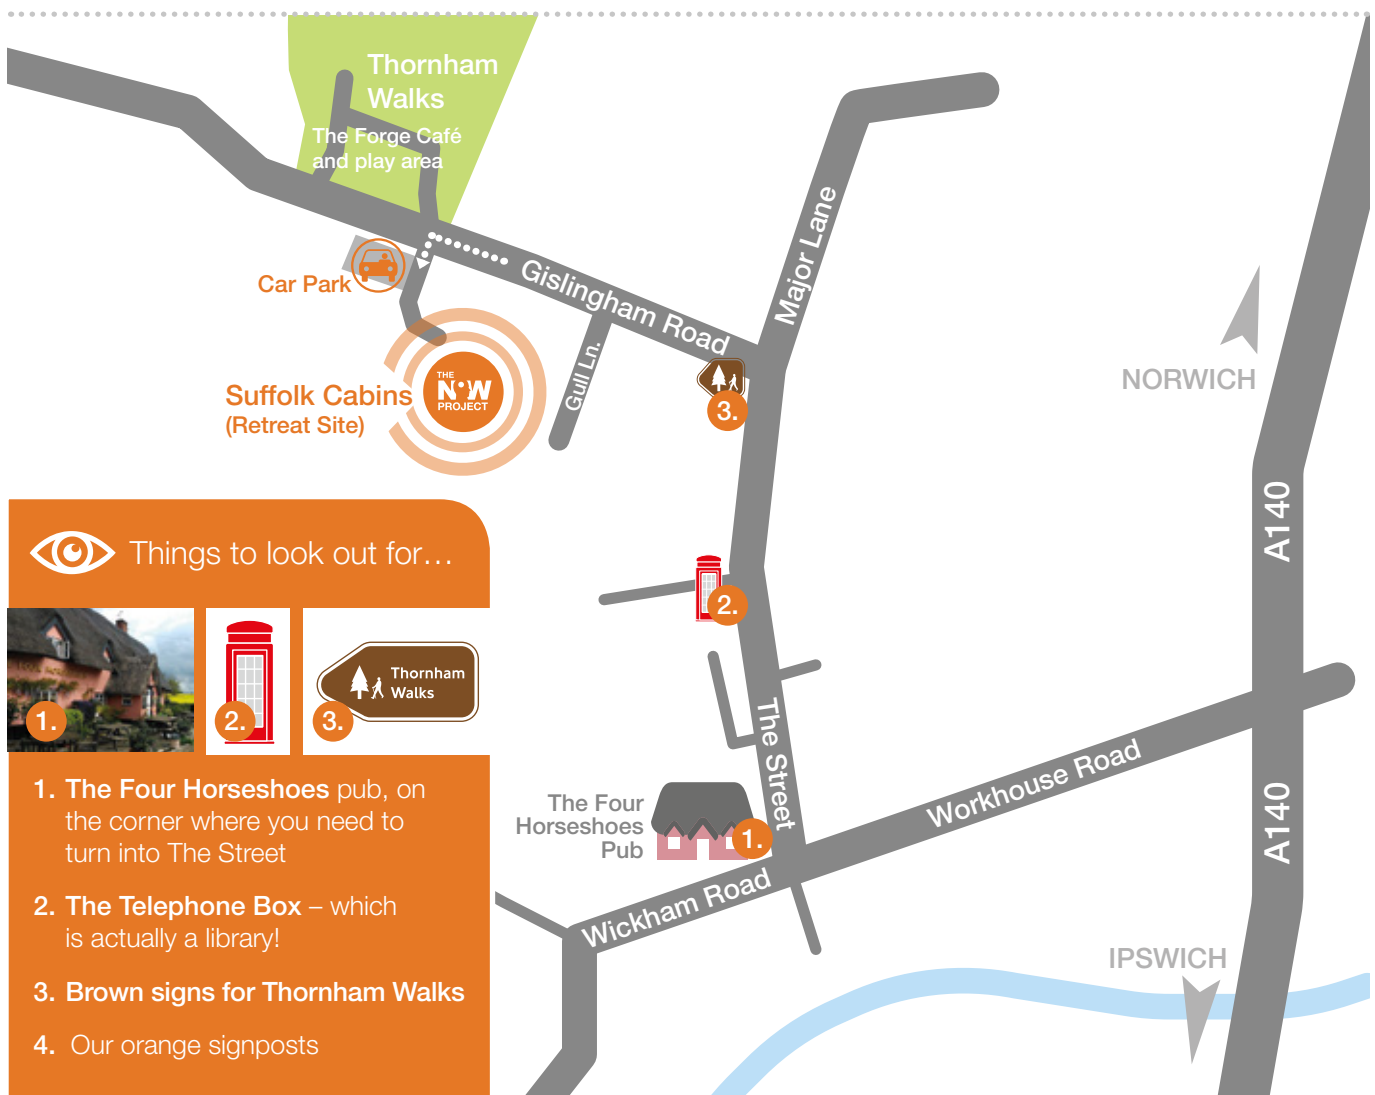 Thornham
Walks
The Forge Café
and play area
Major Lane
Car Park
Gislingham Road
Gull Ln.
NORWICH
Suffolk Cabins
(Retreat Site)
THE
NOW
PROJECT
3.
A140
Things to look out for…
2.
Thornham
Walks
1.
2.
3.
The Street
Workhouse Road
The Four
Horseshoes
Pub
1.
A140
Wickham Road
1. The Four Horseshoes pub, on
the corner where you need to
turn into The Street
2. The Telephone Box – which
is actually a library!
3. Brown signs for Thornham Walks
4. Our orange signposts
IPSWICH